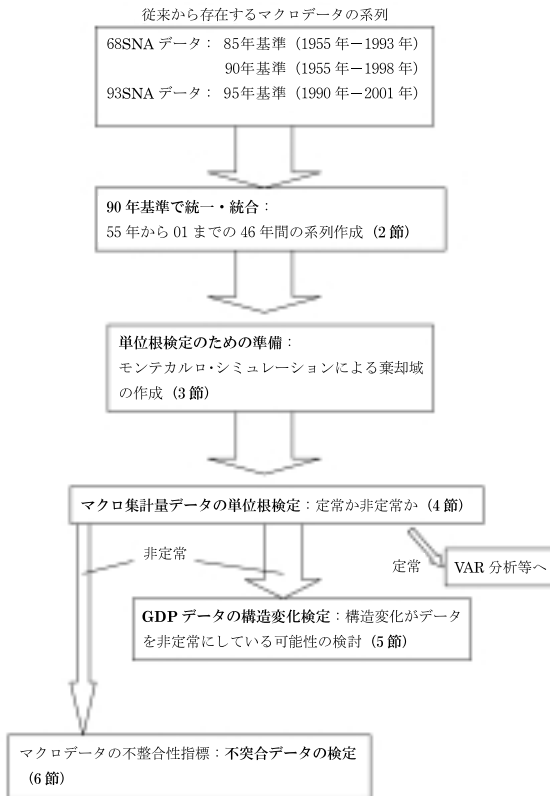 従来から存在するマクロデータの系列
68SNA データ： 85年基準（1955 年－1993 年）
90年基準（1955 年－1998 年）
93SNA データ： 95年基準（1990 年－2001 年）
90 年基準で統一・統合：
55 年から 01 までの 46 年間の系列作成（2 節）
単位根検定のための準備：
モンテカルロ・シミュレーションによる棄却域
の作成（3 節）
マクロ集計量データの単位根検定：定常か非定常か（4 節）
非定常
定常
VAR 分析等へ
GDP データの構造変化検定：構造変化がデータ
を非定常にしている可能性の検討（5 節）
マクロデータの不整合性指標：不突合データの検定
（6 節）